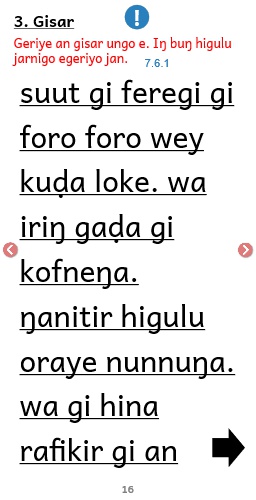 3. Gisar
Geriye an gisar ungo e. Iŋ buŋ higulu
jarnigo egeriyo jan.
7.6.1
suut gi feregi gi
foro foro wey
kuḍa loke. wa
iriŋ gaḍa gi
kofneŋa.
ŋanitir higulu
oraye nunnuŋa.
wa gi hina
rafikir gi an
16